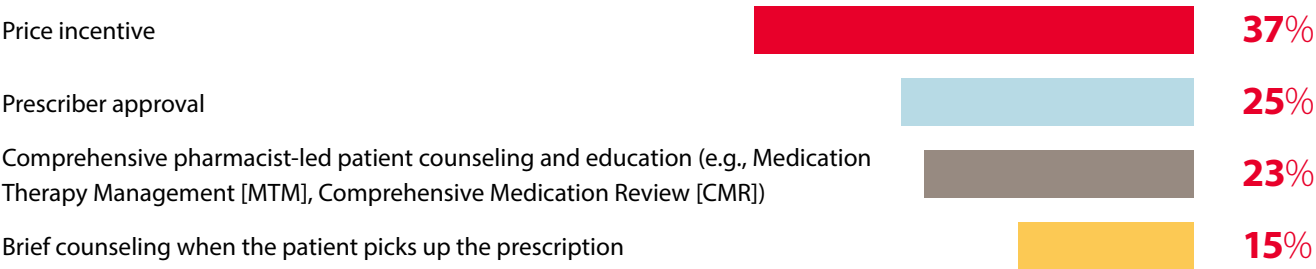 Price incentive 37%
Prescriber approval 25%
Comprehensive pharmacist-led patient counseling and education (e.g., Medication
Therapy Management [MTM], Comprehensive Medication Review [CMR]) 23%
Brief counseling when the patient picks up the prescription 15%